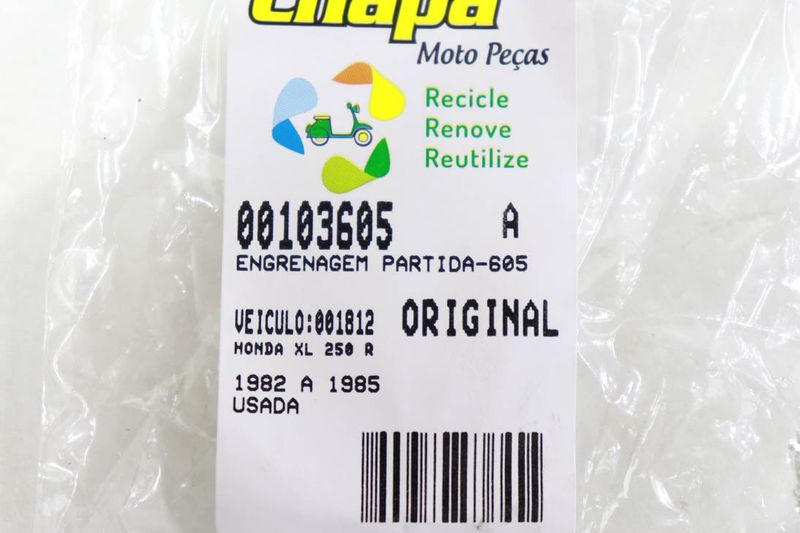 Chapa
Moto Peças
Recicle
Renove
Reutilize
00103605 A
ENGRENAGEM PARTIDA-605
VEICULO:001812 ORIGINAL
HONDA XL 250 R
1982 A 1985
USADA